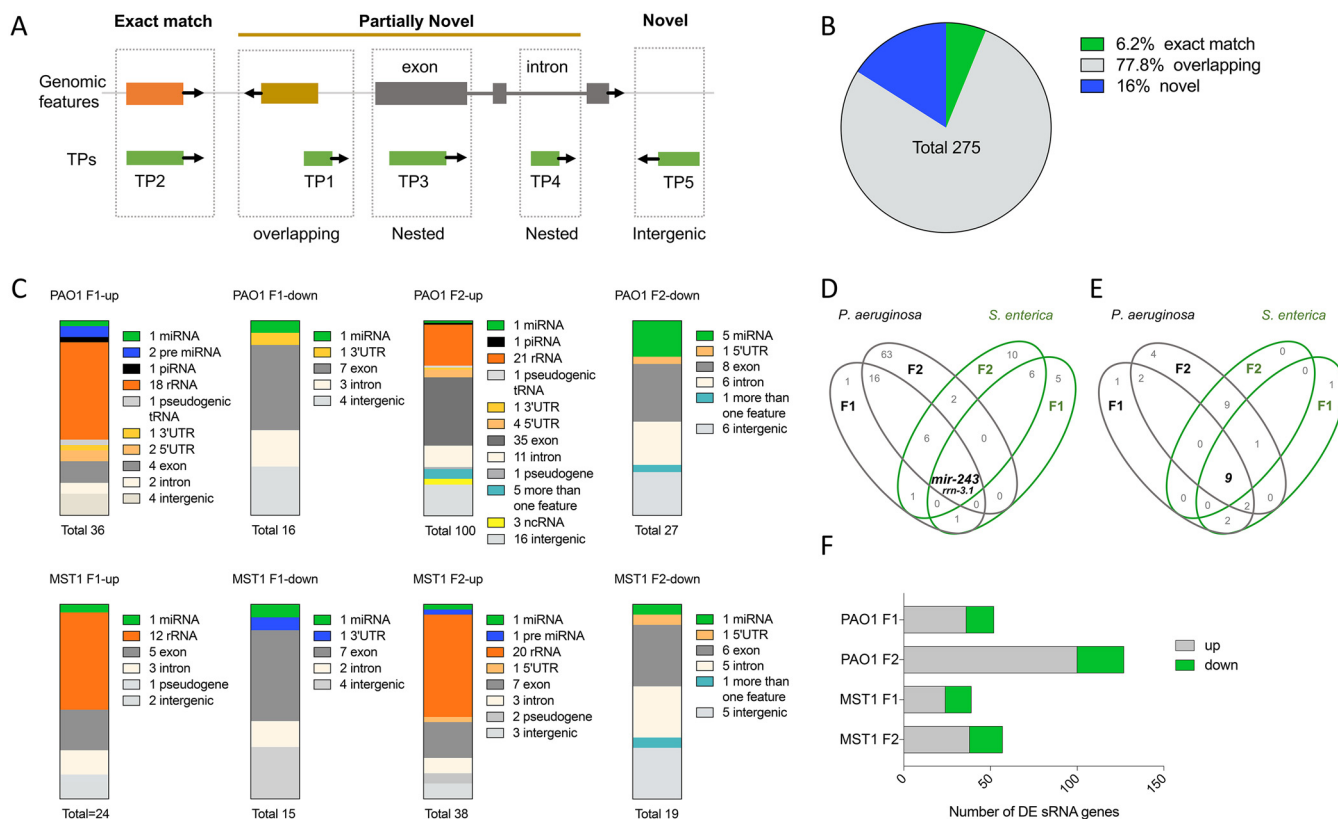 A
Exact match
Partially Novel
Novel
exon
intron
Genomic
features
TPs
TP2
TP1
TP3
TP4
TP5
overlapping
Nested
Nested
Intergenic
B
Total 275
6.2% exact match
77.8% overlapping
16% novel
C
PAO1 F1-up
1 miRNA
2 pre miRNA
1 piRNA
18 rRNA
1 pseudogenic
tRNA
1 3'UTR
2 5'UTR
4 exon
2 intron
4 intergenic
Total 36
PAO1 F1-down
1 miRNA
1 3'UTR
7 exon
3 intron
4 intergenic
Total 16
PAO1 F2-up
1 miRNA
1 piRNA
21 rRNA
1 pseudogenic
tRNA
1 3'UTR
4 5'UTR
35 exon
11 intron
1 pseudogene
5 more than
one feature
3 ncRNA
16 intergenic
Total 100
PAO1 F2-down
5 miRNA
1 5'UTR
8 exon
6 intron
1 more than
one feature
6 intergenic
Total 27
MST1 F1-up
1 miRNA
12 rRNA
5 exon
3 intron
1 pseudogene
2 intergenic
Total=24
MST1 F1-down
1 miRNA
1 3'UTR
7 exon
2 intron
4 intergenic
Total 15
MST1 F2-up
1 miRNA
1 pre miRNA
20 rRNA
1 5'UTR
7 exon
3 intron
2 pseudogene
3 intergenic
Total 38
MST1 F2-down
1 miRNA
1 5'UTR
6 exon
5 intron
1 more than
one feature
5 intergenic
Total 19
D
P. aeruginosa
S. enterica
63
10
1
16
F2
F2
6
5
F1
2
F1
6
0
mir-243
rrn-3.1
1
0
0
0
1
E
P. aeruginosa
S. enterica
4
0
1
2
F2
F2
0
1
F1
9
F1
0
1
9
0
0
2
0
2
F
PAO1 F1
PAO1 F2
MST1 F1
MST1 F2
up
down
0
50
100
150
Number of DE sRNA genes